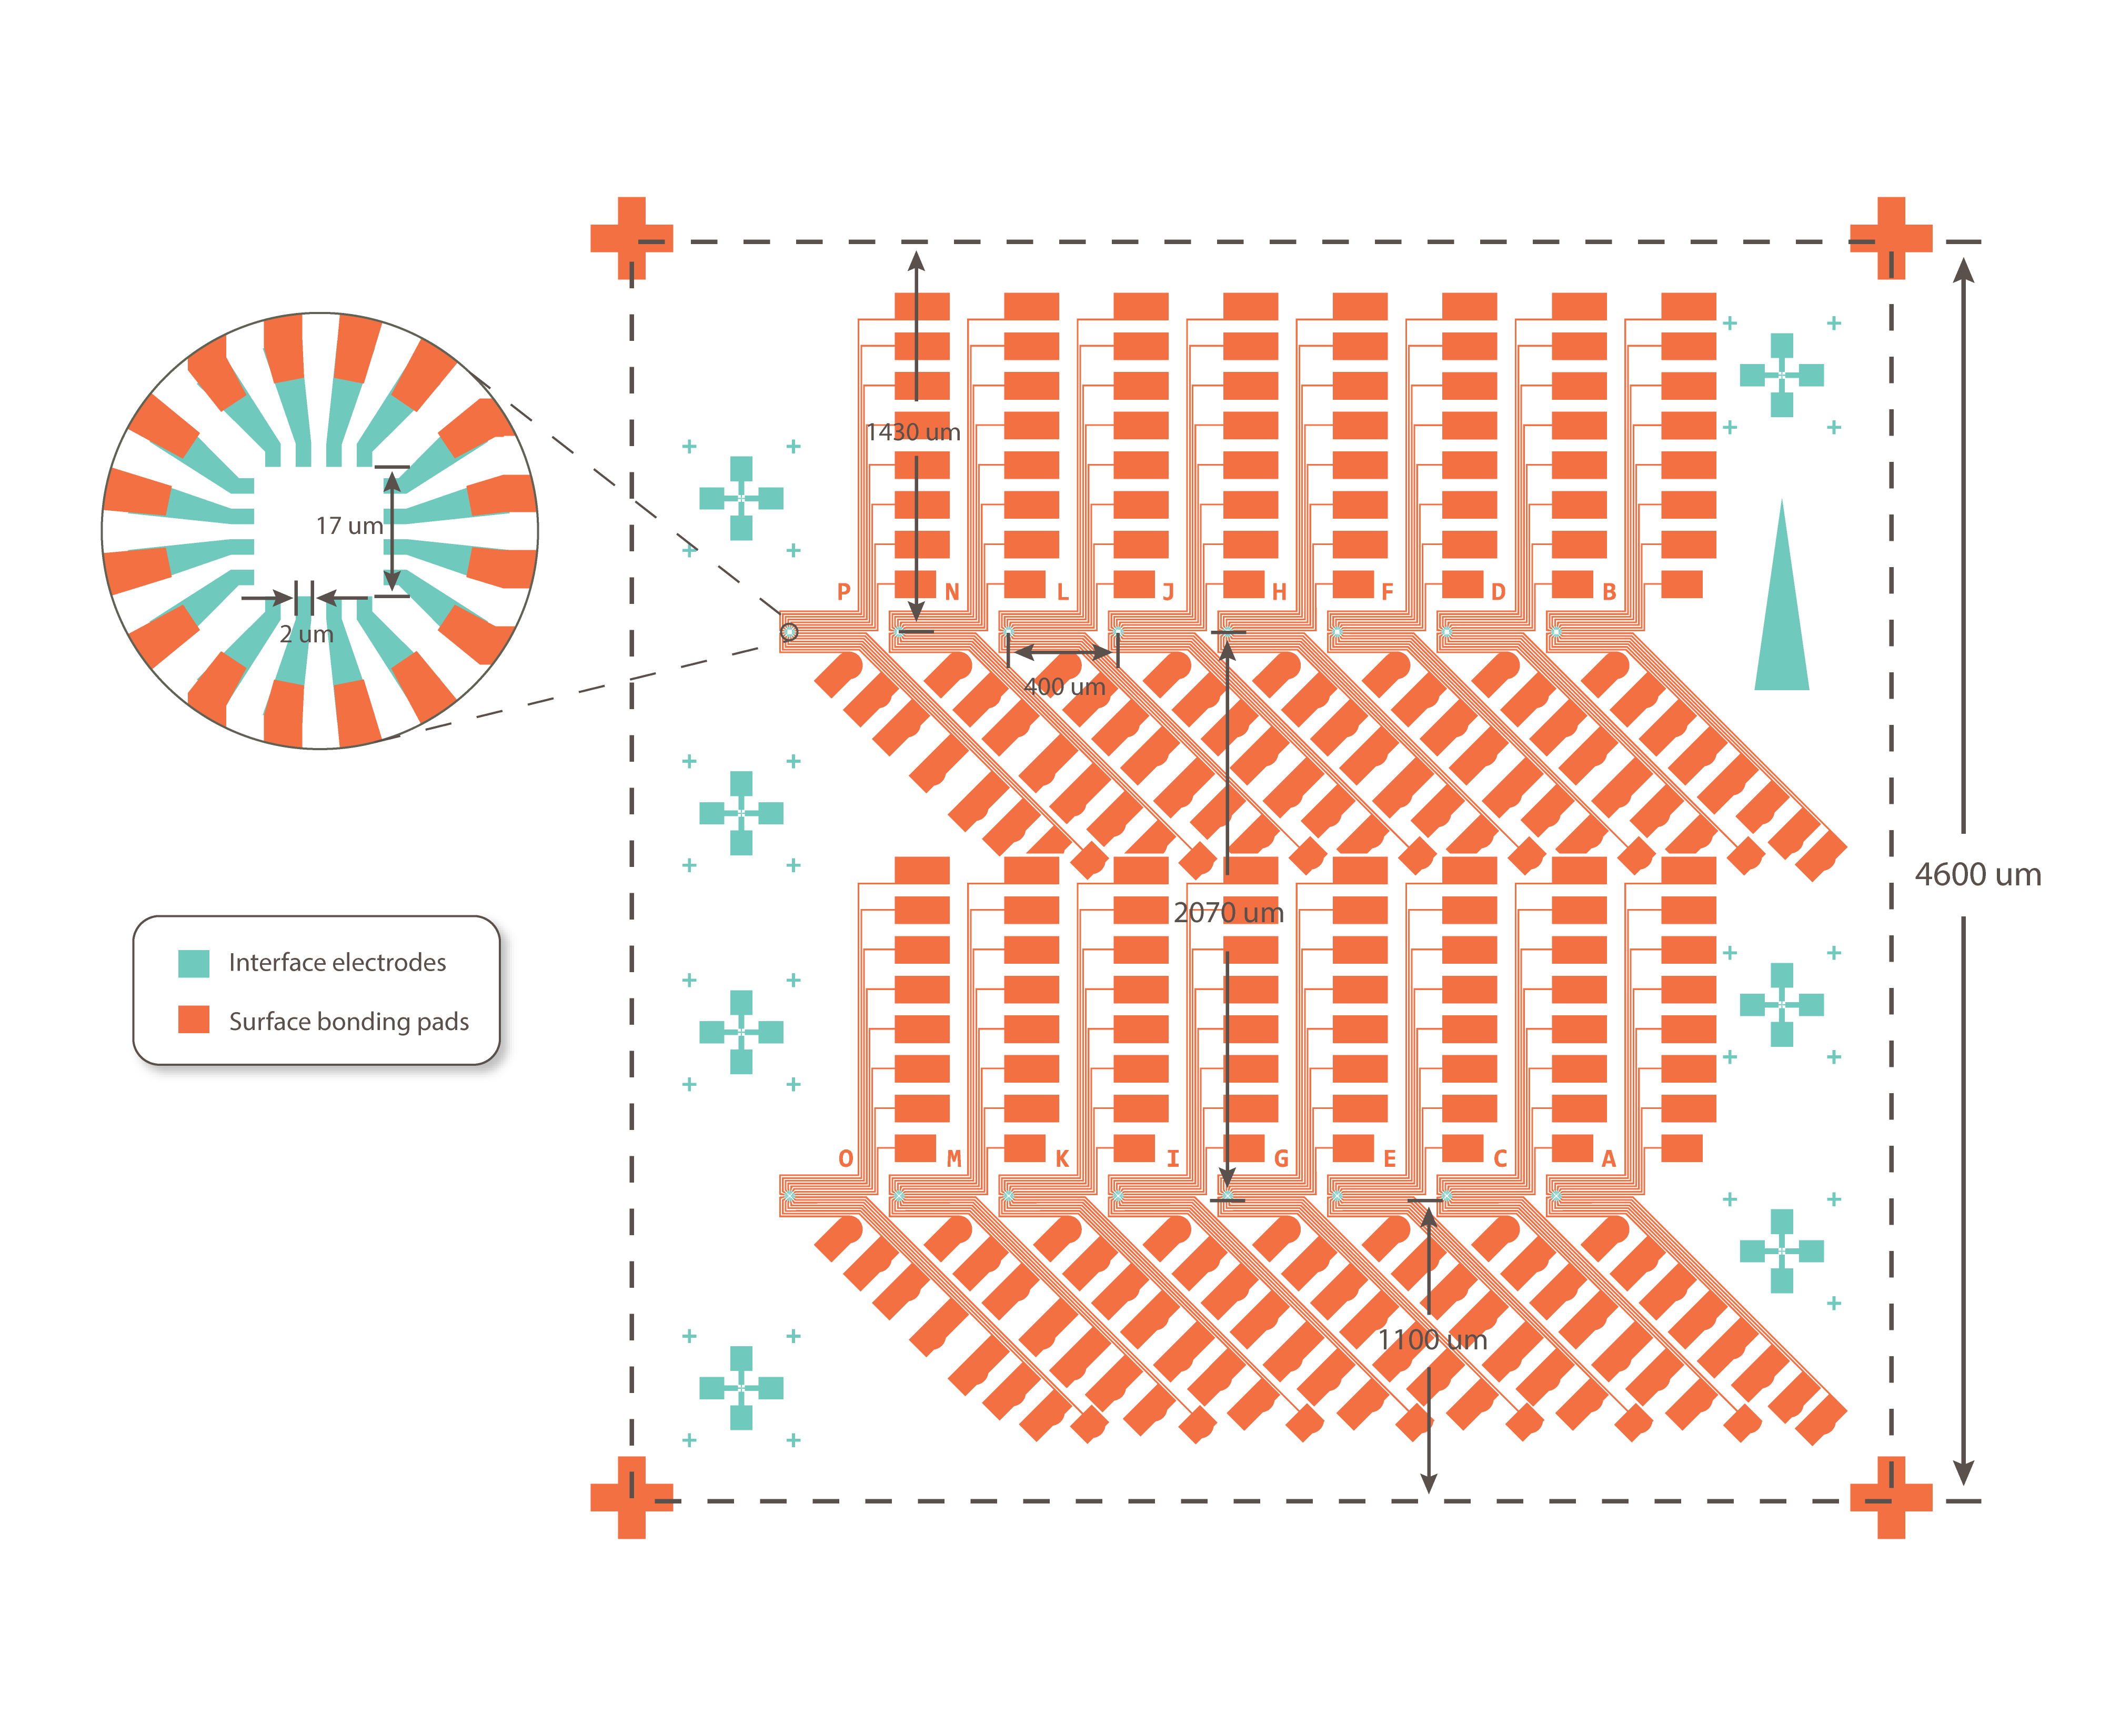 1430 um
17 um
P N L J H F D B
2 um
400 um
4600 um
2070 um
Interface electrodes
Surface bonding pads
O M K I G E C A
1100 um